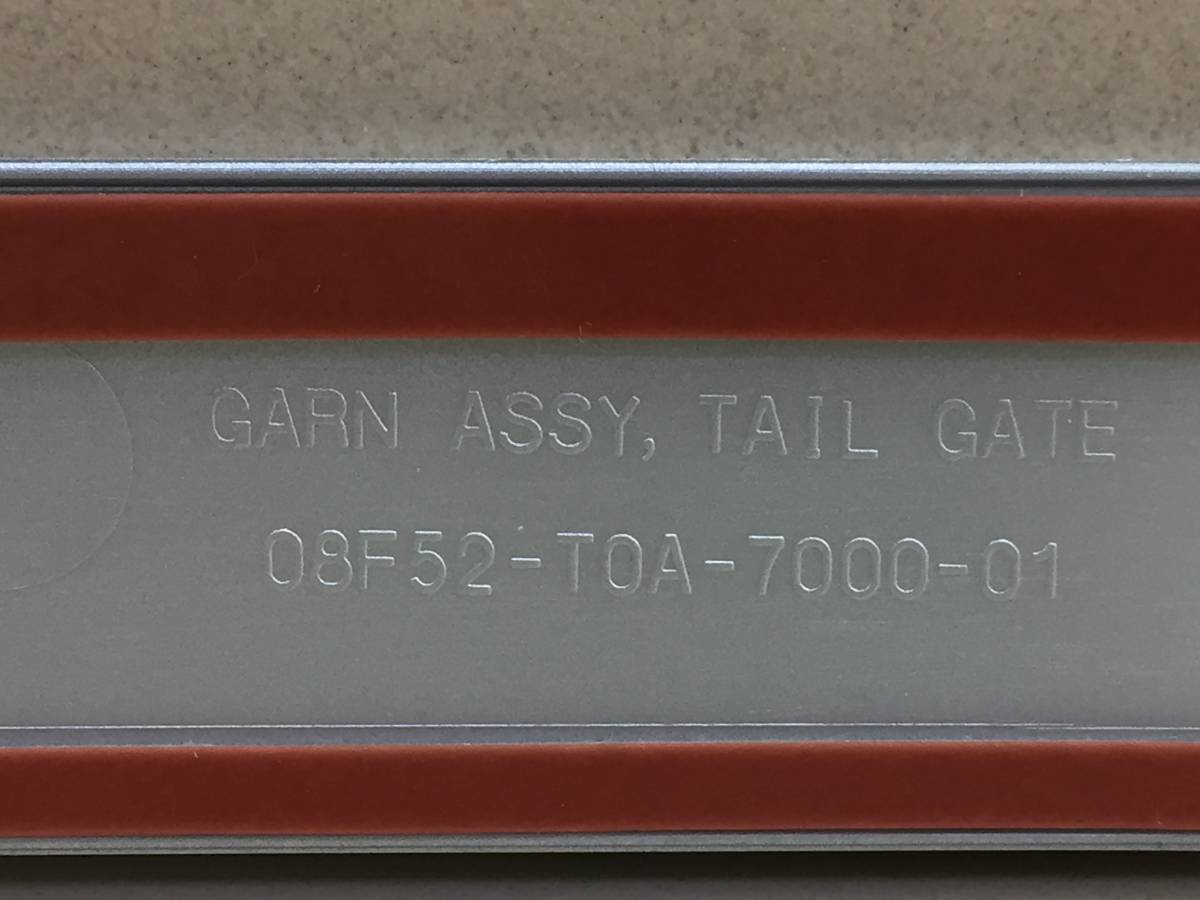 GARN ASSY, TAIL GATE
08F52-T0A-7000-01